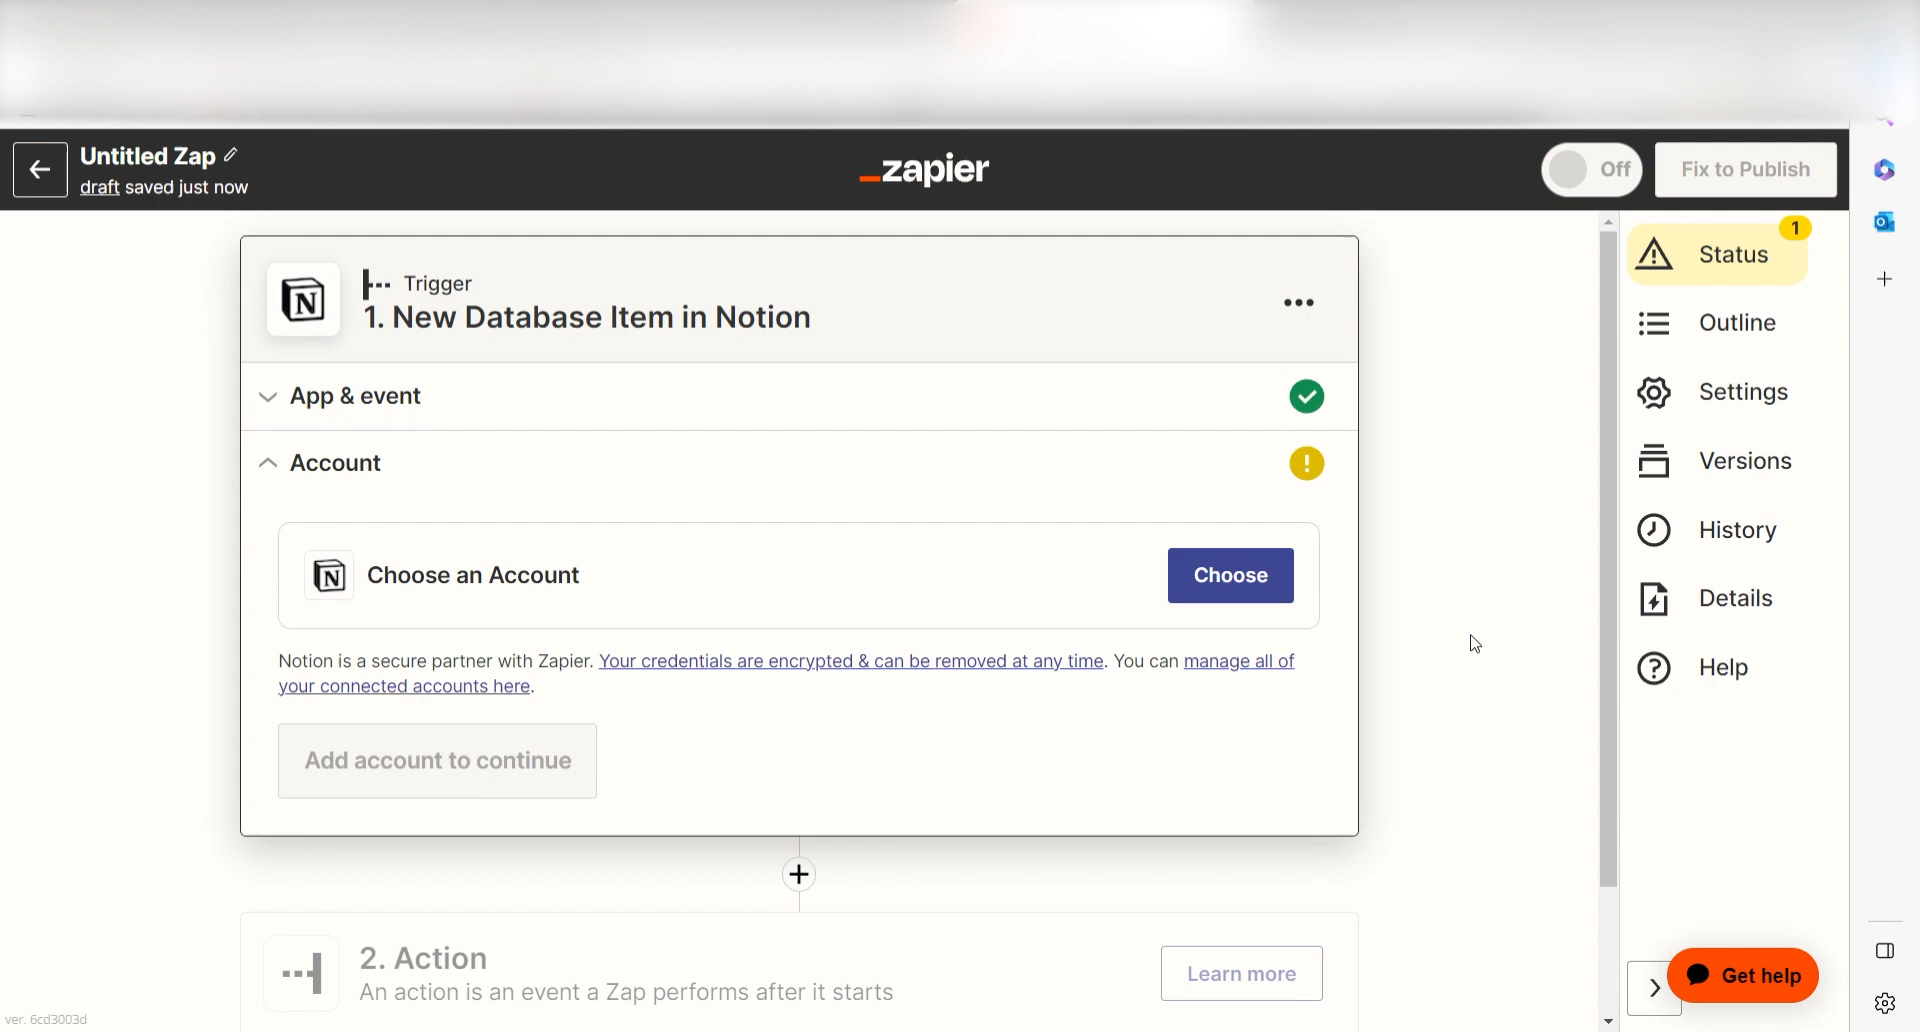 Untitled Zap
draft saved just now
zapier
Off
Fix to Publish
1
Status
Outline
Settings
Versions
History
Details
Help
Trigger
1. New Database Item in Notion
App & event
Account
Choose an Account
Choose
Notion is a secure partner with Zapier. Your credentials are encrypted & can be removed at any time. You can manage all of
your connected accounts here.
Add account to continue
2. Action
An action is an event a Zap performs after it starts
Learn more
Get help
ver. 6cd3003d